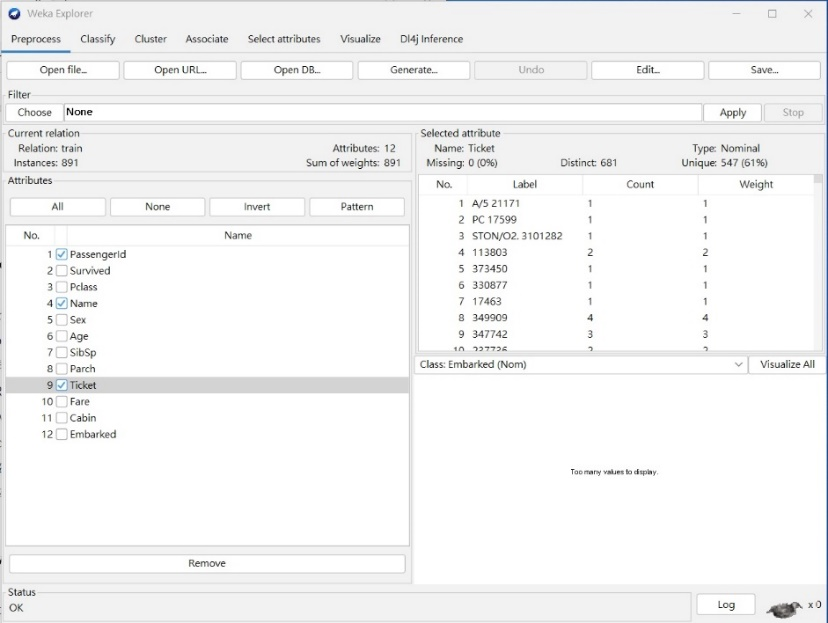 Weka Explorer
Preprocess Classify Cluster Associate Select attributes Visualize Dl4j Inference
Open file... Open URL... Open DB... Generate... Undo Edit... Save...
Filter
Choose None Apply Stop
Current relation
Relation: train Attributes: 12
Instances: 891 Sum of weights: 891
Attributes
All None Invert Pattern
No. Name
1 PassengerId
2 Survived
3 Pclass
4 Name
5 Sex
6 Age
7 SibSp
8 Parch
9 Ticket
10 Fare
11 Cabin
12 Embarked
Remove
Selected attribute
Name: Ticket Type: Nominal
Missing: 0 (0%) Distinct: 681 Unique: 547 (61%)
No. Label Count Weight
1 A/5 21171 1 1
2 PC 17599 1 1
3 STON/O2. 3101282 1 1
4 113803 2 2
5 373450 1 1
6 330877 1 1
7 17463 1 1
8 349909 4 4
9 347742 3 3
10 237736 2 2
Class: Embarked (Nom) Visualize All
Too many values to display.
Status
OK
Log x 0